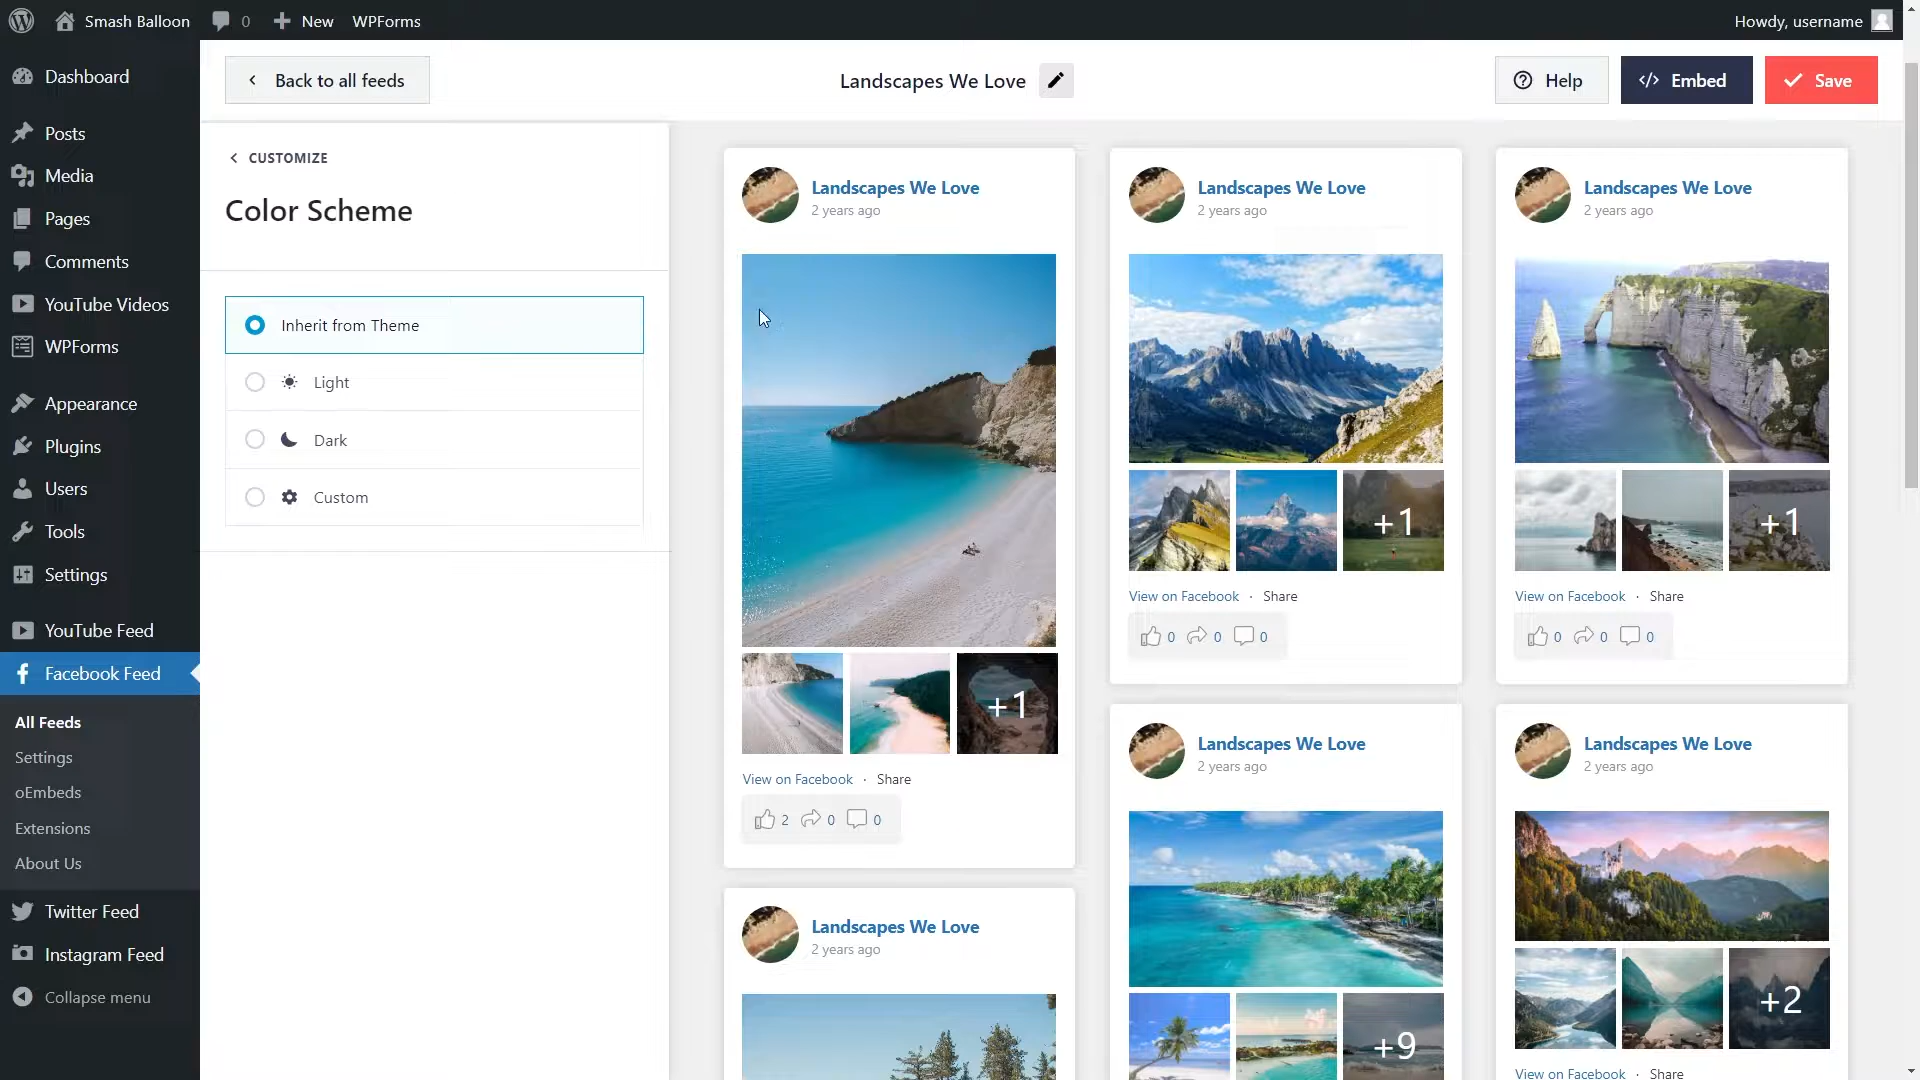 Smash Balloon 0 New WPForms Howdy, username
Dashboard
Posts
Media
Pages
Comments
YouTube Videos
WPForms
Appearance
Plugins
Users
Tools
Settings
YouTube Feed
Facebook Feed
All Feeds
Settings
oEmbeds
Extensions
About Us
Twitter Feed
Instagram Feed
Collapse menu
Back to all feeds Landscapes We Love Help Embed Save
CUSTOMIZE
Color Scheme
Inherit from Theme
Light
Dark
Custom
Landscapes We Love
2 years ago
+1
View on Facebook · Share
2 0 0
Landscapes We Love
2 years ago
Landscapes We Love
2 years ago
+1
View on Facebook · Share
0 0 0
Landscapes We Love
2 years ago
+9
Landscapes We Love
2 years ago
+1
View on Facebook · Share
0 0 0
Landscapes We Love
2 years ago
+2
View on Facebook · Share